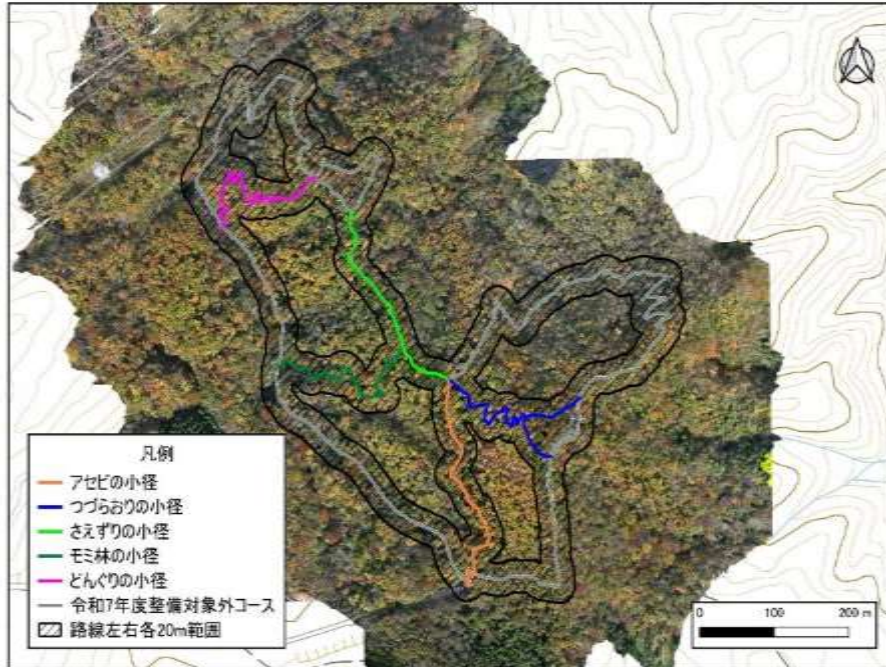 凡例
アセビの小径
つづらおりの小径
さえずりの小径
モミ林の小径
どんぐりの小径
令和7年度整備対象外コース
路線左右各20m範囲
0 100 200 m